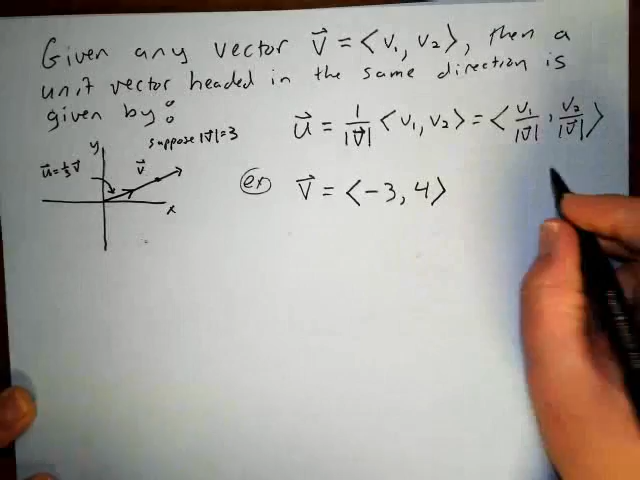 Given any vector v⃗ = <v₁, v₂>, then a
unit vector headed in the same direction is
given by:
u⃗ = 1/|v⃗| <v₁, v₂> = <v₁/|v⃗|, v₂/|v⃗|>
suppose |v⃗|=3
y
u⃗=⅓v⃗
v⃗
x
ex v⃗ = <-3, 4>